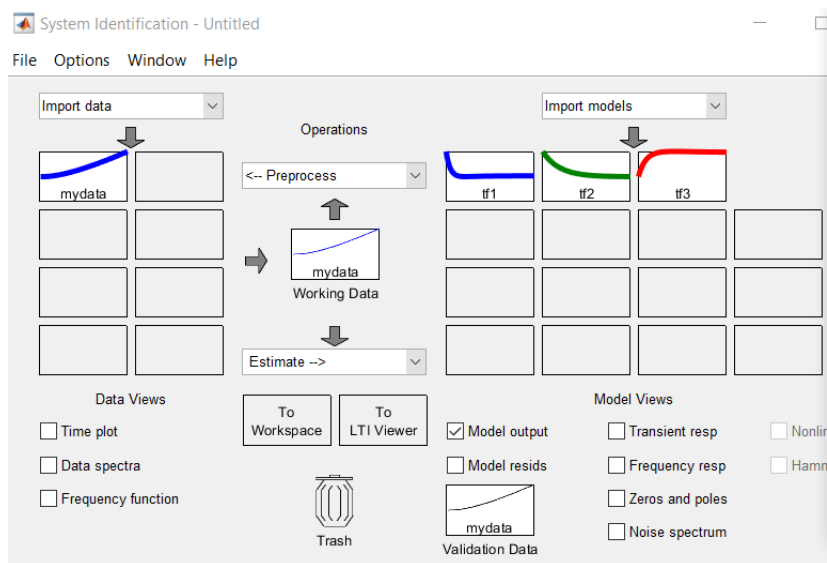 System Identification - Untitled
File Options Window Help
Import data
Import models
Operations
<-- Preprocess
mydata
tf1
tf2
tf3
mydata
Working Data
Estimate -->
Data Views
Model Views
To
Workspace
To
LTI Viewer
Time plot
Model output
Transient resp
Nonlin
Data spectra
Model resids
Frequency resp
Hamm
Frequency function
Zeros and poles
mydata
Noise spectrum
Trash
Validation Data